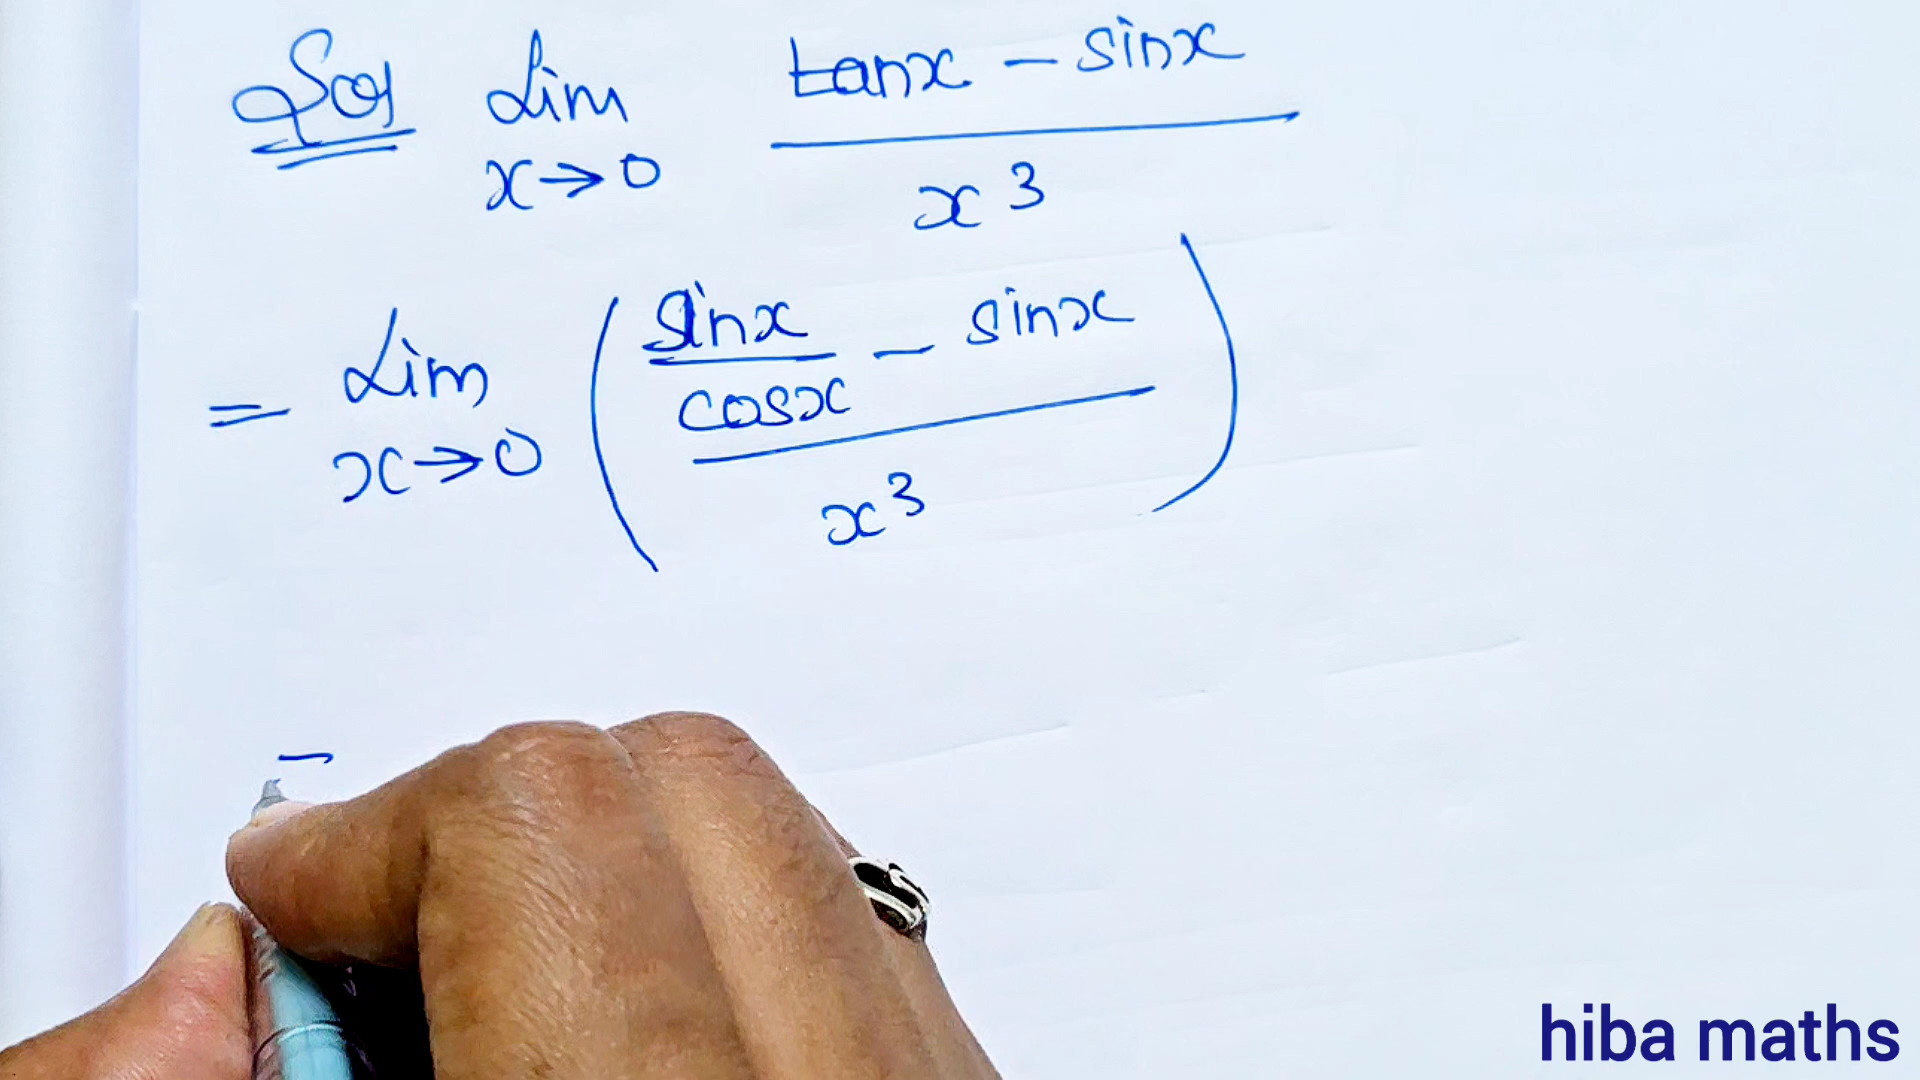 Sol Lim x→0 (tanx - sinx)/x³
= Lim x→0 ((sinx/cosx - sinx)/x³)
hiba maths